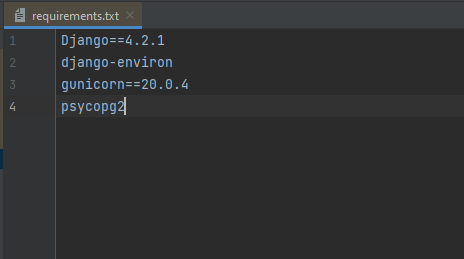 requirements.txt
1 Django==4.2.1
2 django-environ
3 gunicorn==20.0.4
4 psycopg2